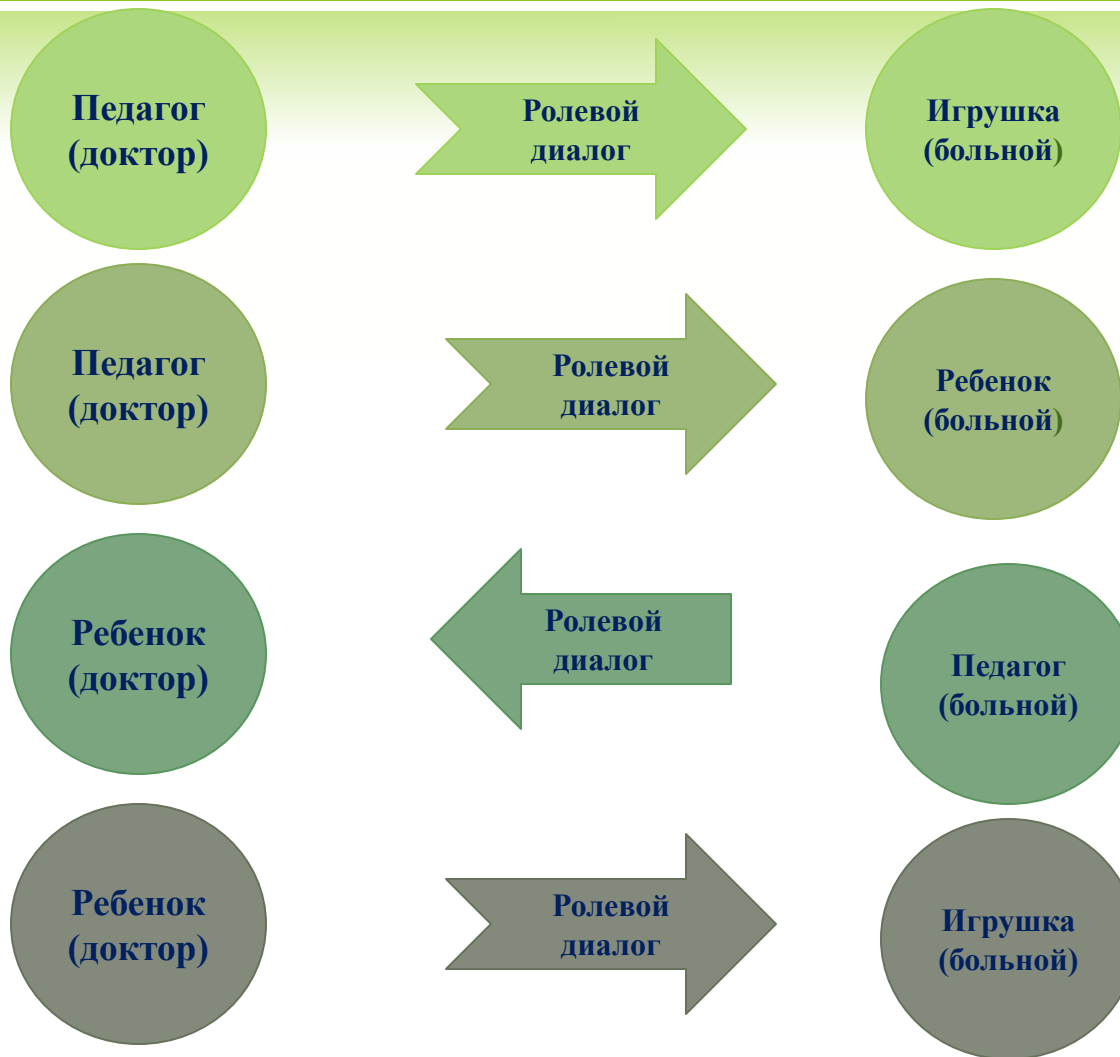 Педагог
(доктор)
Ролевой
диалог
Игрушка
(больной)
Педагог
(доктор)
Ролевой
диалог
Ребенок
(больной)
Ребенок
(доктор)
Ролевой
диалог
Педагог
(больной)
Ребенок
(доктор)
Ролевой
диалог
Игрушка
(больной)